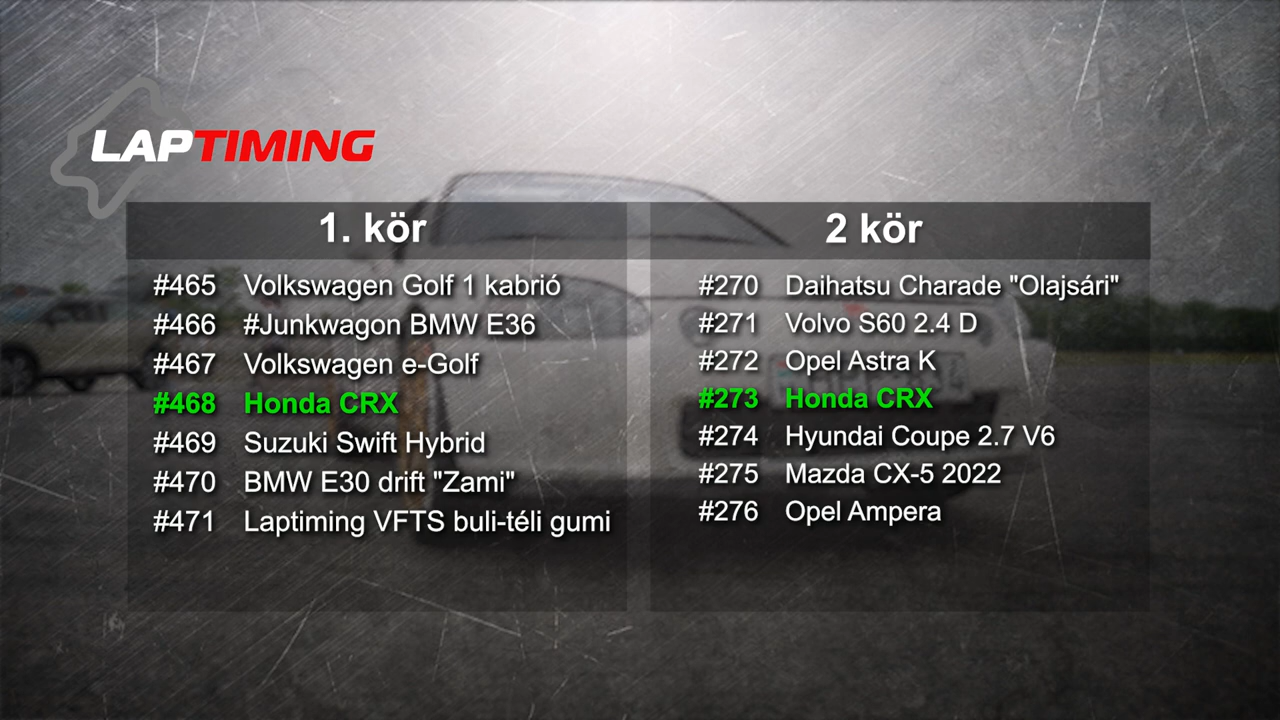 LAPTIMING
1. kör
#465 Volkswagen Golf 1 kabrió
#466 #Junkwagon BMW E36
#467 Volkswagen e-Golf
#468 Honda CRX
#469 Suzuki Swift Hybrid
#470 BMW E30 drift "Zami"
#471 Laptiming VFTS buli-téli gumi
2 kör
#270 Daihatsu Charade "Olajsári"
#271 Volvo S60 2.4 D
#272 Opel Astra K
#273 Honda CRX
#274 Hyundai Coupe 2.7 V6
#275 Mazda CX-5 2022
#276 Opel Ampera